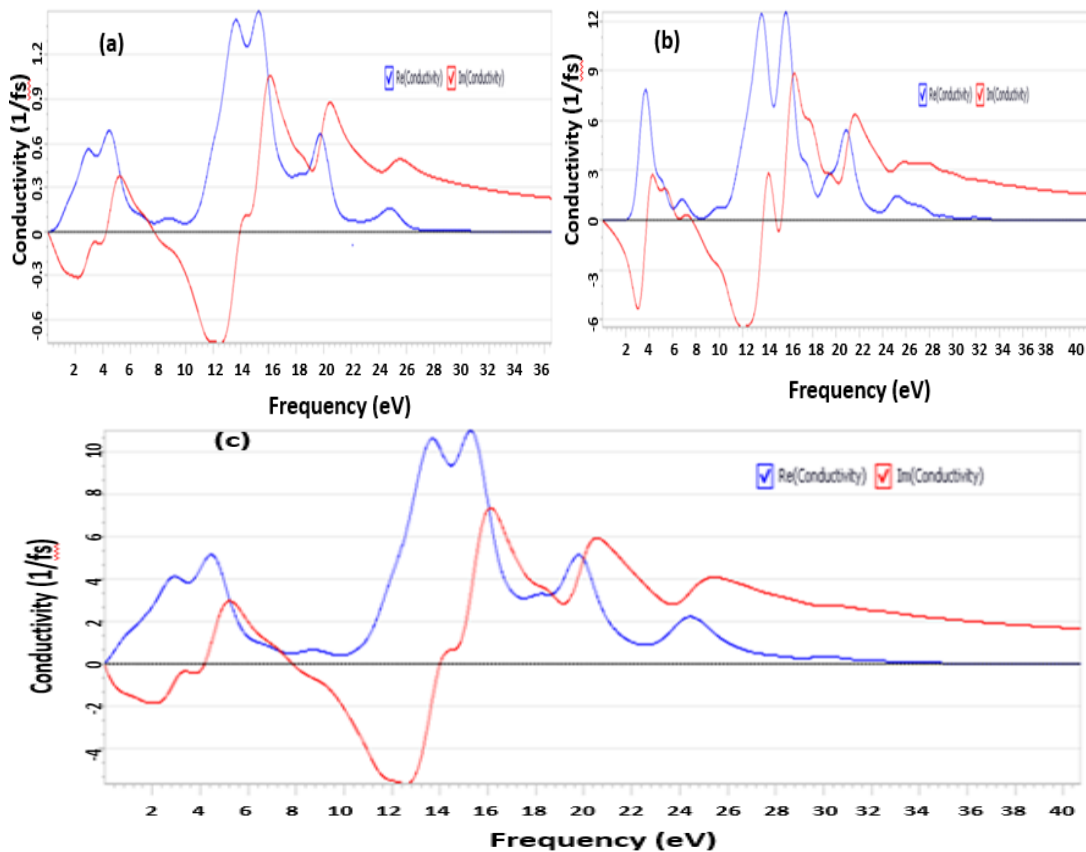 (a)
Re(Conductivity) Im(Conductivity)
Conductivity (1/fs)
1.2
0.9
0.6
0.3
0
-0.3
-0.6
2 4 6 8 10 12 14 16 18 20 22 24 26 28 30 32 34 36
Frequency (eV)
(b)
Re(Conductivity) Im(Conductivity)
Conductivity (1/fs)
12
9
6
3
0
-3
-6
2 4 6 8 10 12 14 16 18 20 22 24 26 28 30 32 34 36 40
Frequency (eV)
(c)
Re(Conductivity) Im(Conductivity)
Conductivity (1/fs)
10
8
6
4
2
0
-2
-4
2 4 6 8 10 12 14 16 18 20 22 24 26 28 30 32 34 36 38 40
Frequency (eV)